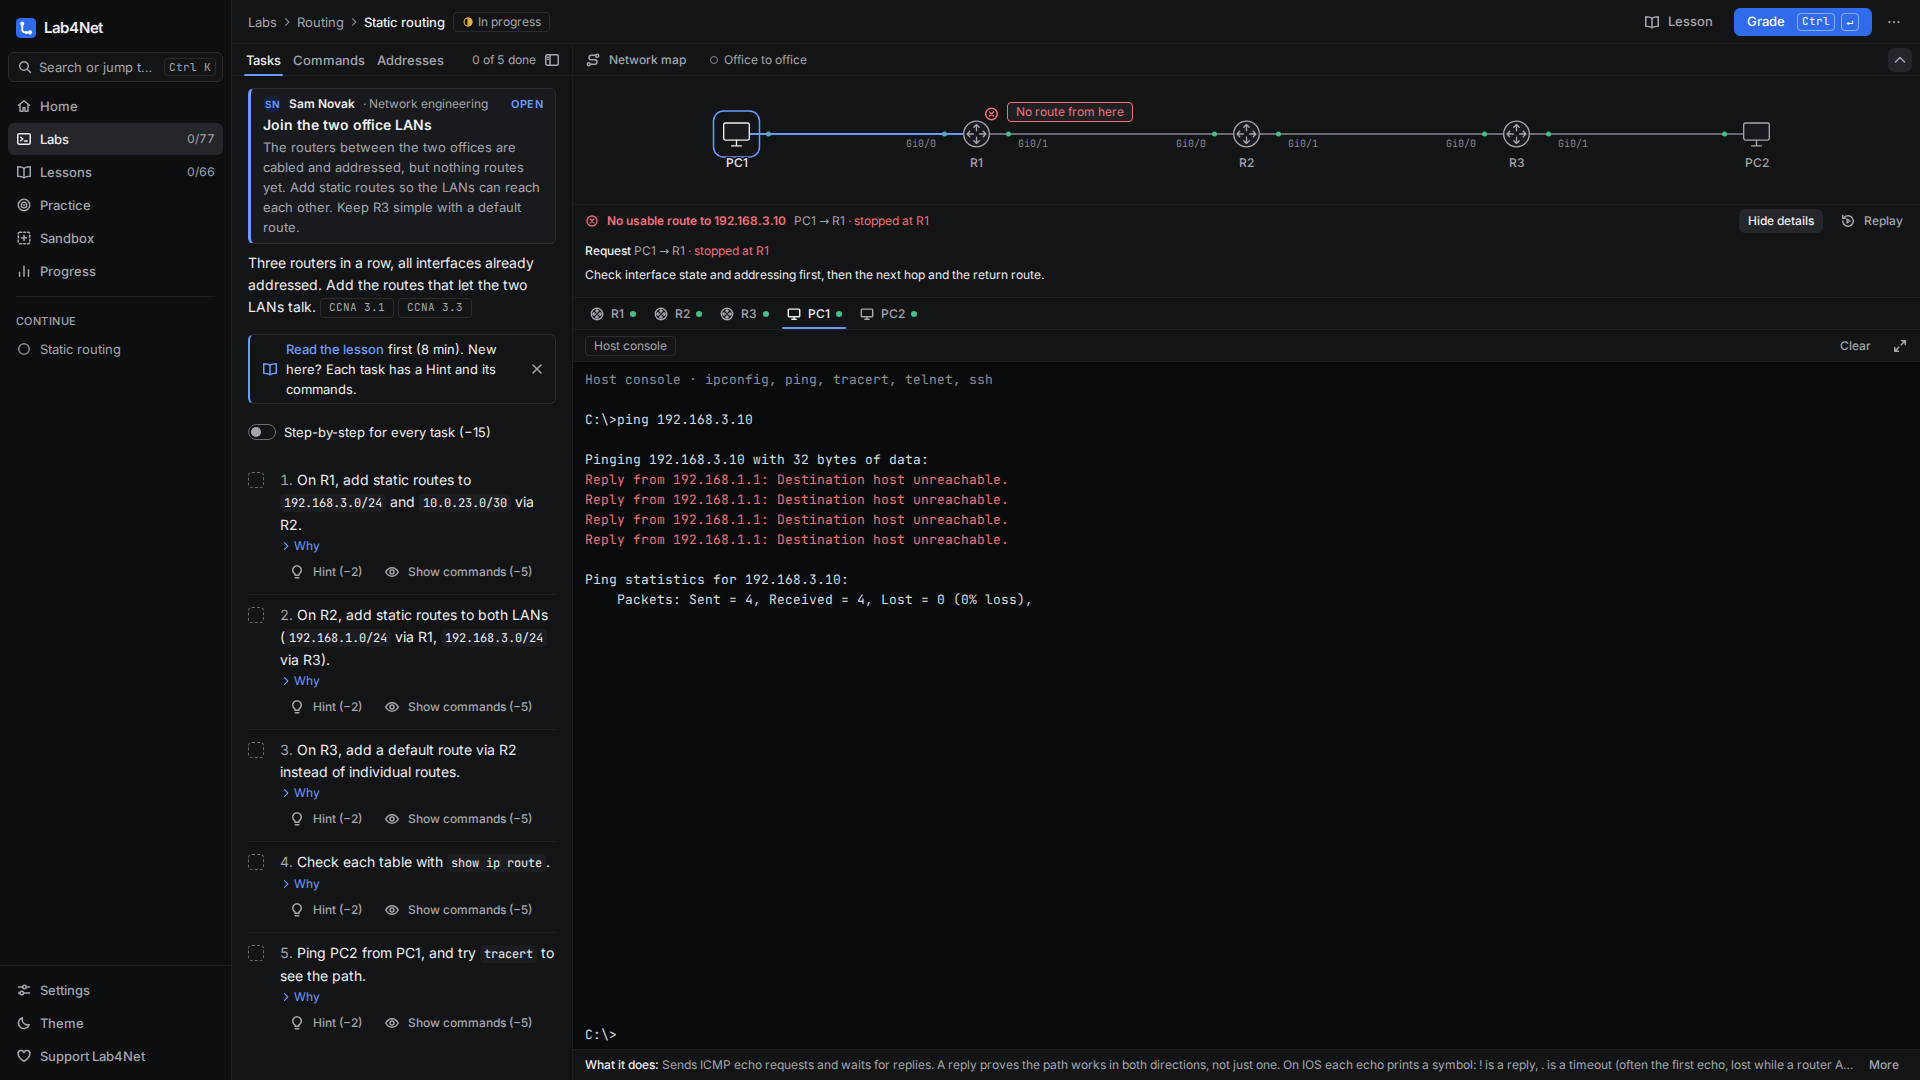 Lab4Net
Search or jump t... Ctrl K
Home
Labs 0/77
Lessons 0/66
Practice
Sandbox
Progress
CONTINUE
Static routing
Settings
Theme
Support Lab4Net
Labs > Routing > Static routing In progress
Lesson
Grade Ctrl ↵
...
Tasks Commands Addresses 0 of 5 done
SN Sam Novak · Network engineering OPEN
Join the two office LANs
The routers between the two offices are
cabled and addressed, but nothing routes
yet. Add static routes so the LANs can reach
each other. Keep R3 simple with a default
route.
Three routers in a row, all interfaces already
addressed. Add the routes that let the two
LANs talk. CCNA 3.1 CCNA 3.3
Read the lesson first (8 min). New
here? Each task has a Hint and its
commands.
Step-by-step for every task (−15)
1. On R1, add static routes to
192.168.3.0/24 and 10.0.23.0/30 via
R2.
Why
Hint (−2) Show commands (−5)
2. On R2, add static routes to both LANs
(192.168.1.0/24 via R1, 192.168.3.0/24
via R3).
Why
Hint (−2) Show commands (−5)
3. On R3, add a default route via R2
instead of individual routes.
Why
Hint (−2) Show commands (−5)
4. Check each table with show ip route.
Why
Hint (−2) Show commands (−5)
5. Ping PC2 from PC1, and try tracert to
see the path.
Why
Hint (−2) Show commands (−5)
Network map Office to office
No route from here
Gi0/0 Gi0/1 Gi0/0 Gi0/1 Gi0/0 Gi0/1
PC1 R1 R2 R3 PC2
No usable route to 192.168.3.10 PC1 → R1 · stopped at R1
Hide details Replay
Request PC1 → R1 · stopped at R1
Check interface state and addressing first, then the next hop and the return route.
R1 R2 R3 PC1 PC2
Host console Clear
Host console · ipconfig, ping, tracert, telnet, ssh
C:\>ping 192.168.3.10
Pinging 192.168.3.10 with 32 bytes of data:
Reply from 192.168.1.1: Destination host unreachable.
Reply from 192.168.1.1: Destination host unreachable.
Reply from 192.168.1.1: Destination host unreachable.
Reply from 192.168.1.1: Destination host unreachable.
Ping statistics for 192.168.3.10:
Packets: Sent = 4, Received = 4, Lost = 0 (0% loss),
C:\>
What it does: Sends ICMP echo requests and waits for replies. A reply proves the path works in both directions, not just one. On IOS each echo prints a symbol: ! is a reply, . is a timeout (often the first echo, lost while a router A... More